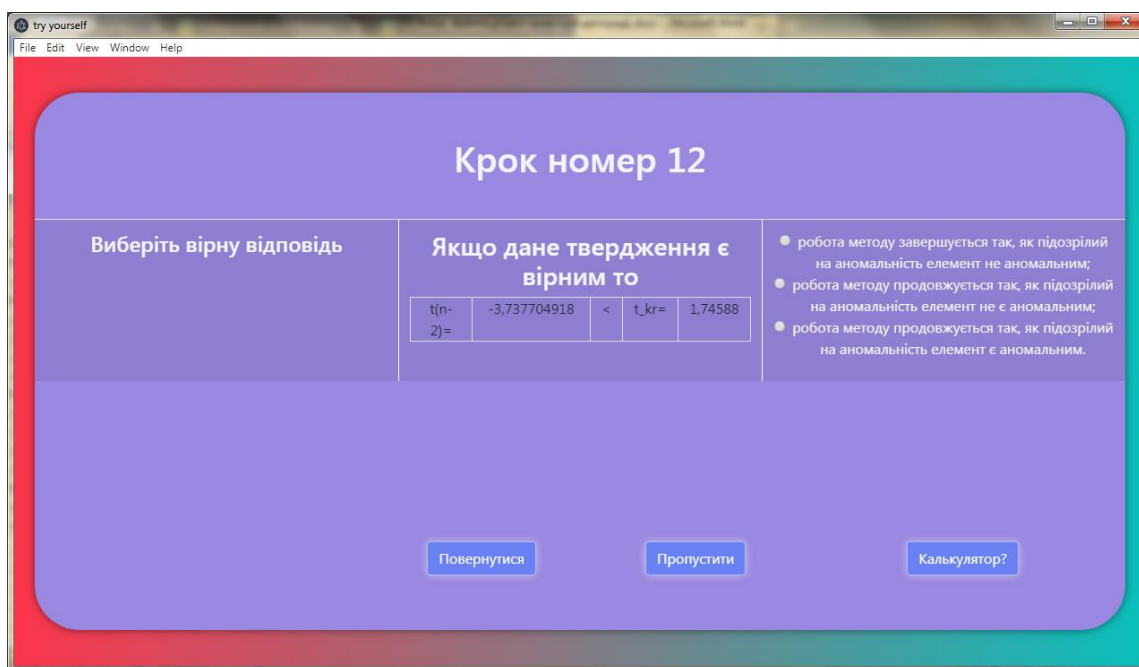 try yourself
File Edit View Window Help
Крок номер 12
Виберіть вірну відповідь
Якщо дане твердження є
вірним то
t(n-
2)=
-3,737704918
<
t_kr=
1,74588
робота методу завершується так, як підозрілий
на аномальність елемент не аномальним;
робота методу продовжується так, як підозрілий
на аномальність елемент не є аномальним;
робота методу продовжується так, як підозрілий
на аномальність елемент є аномальним.
Повернутися
Пропустити
Калькулятор?